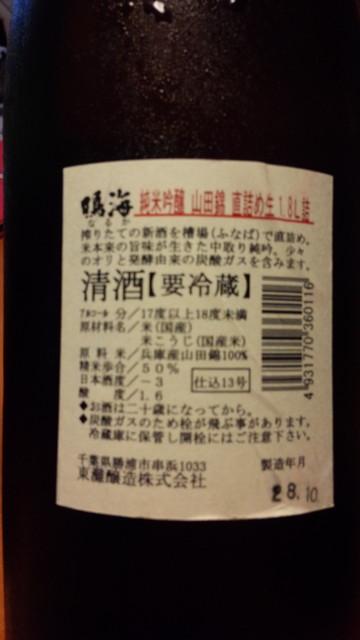 鳴海 純米吟醸 山田錦 直詰め生 1.8L詰
なるか
搾りたての新酒を槽場(ふなば)で直詰め。
米本来の旨味が生きた中取り純吟。少々
のオリと発酵由来の炭酸ガスを含みます。
清酒【要冷蔵】
アルコール 分/17度以上18度未満
原材料名/米(国産)
米こうじ(国産米)
原 料 米/兵庫産山田錦100%
精米歩合/50%
日本酒度/-3
仕込13号
酸 度/1.6
◆お酒は二十歳になってから。
◆炭酸ガスのため栓が飛ぶ事があります。
冷蔵庫に保管し開栓にはご注意下さい。
千葉県勝浦市串浜1033
東灘醸造株式会社
製造年月
28.10
4931770360116